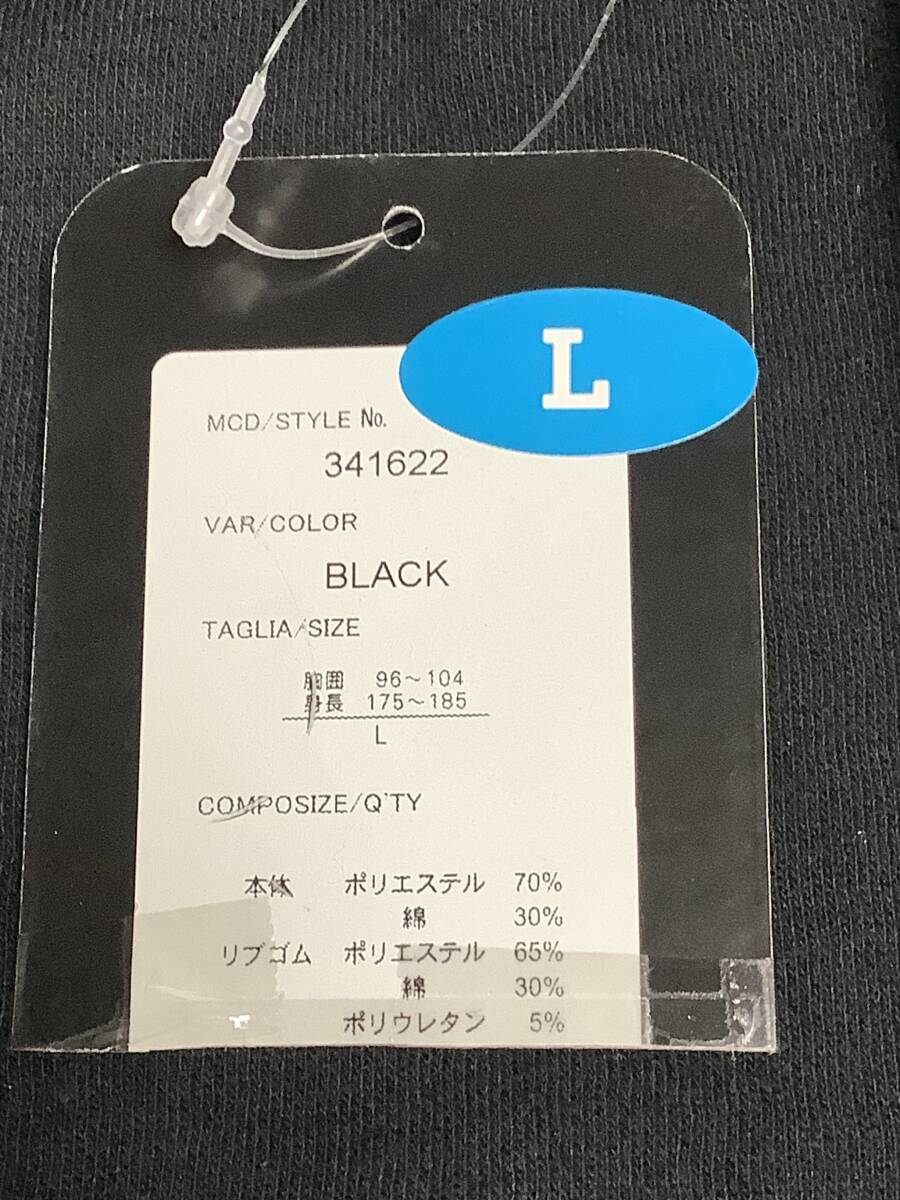 L
MCD/STYLE No.
341622
VAR/COLOR
BLACK
TAGLIA/SIZE
胸囲 96～104
身長 175～185
L
COMPOSIZE/Q'TY
本体 ポリエステル 70%
綿 30%
リブゴム ポリエステル 65%
綿 30%
ポリウレタン 5%